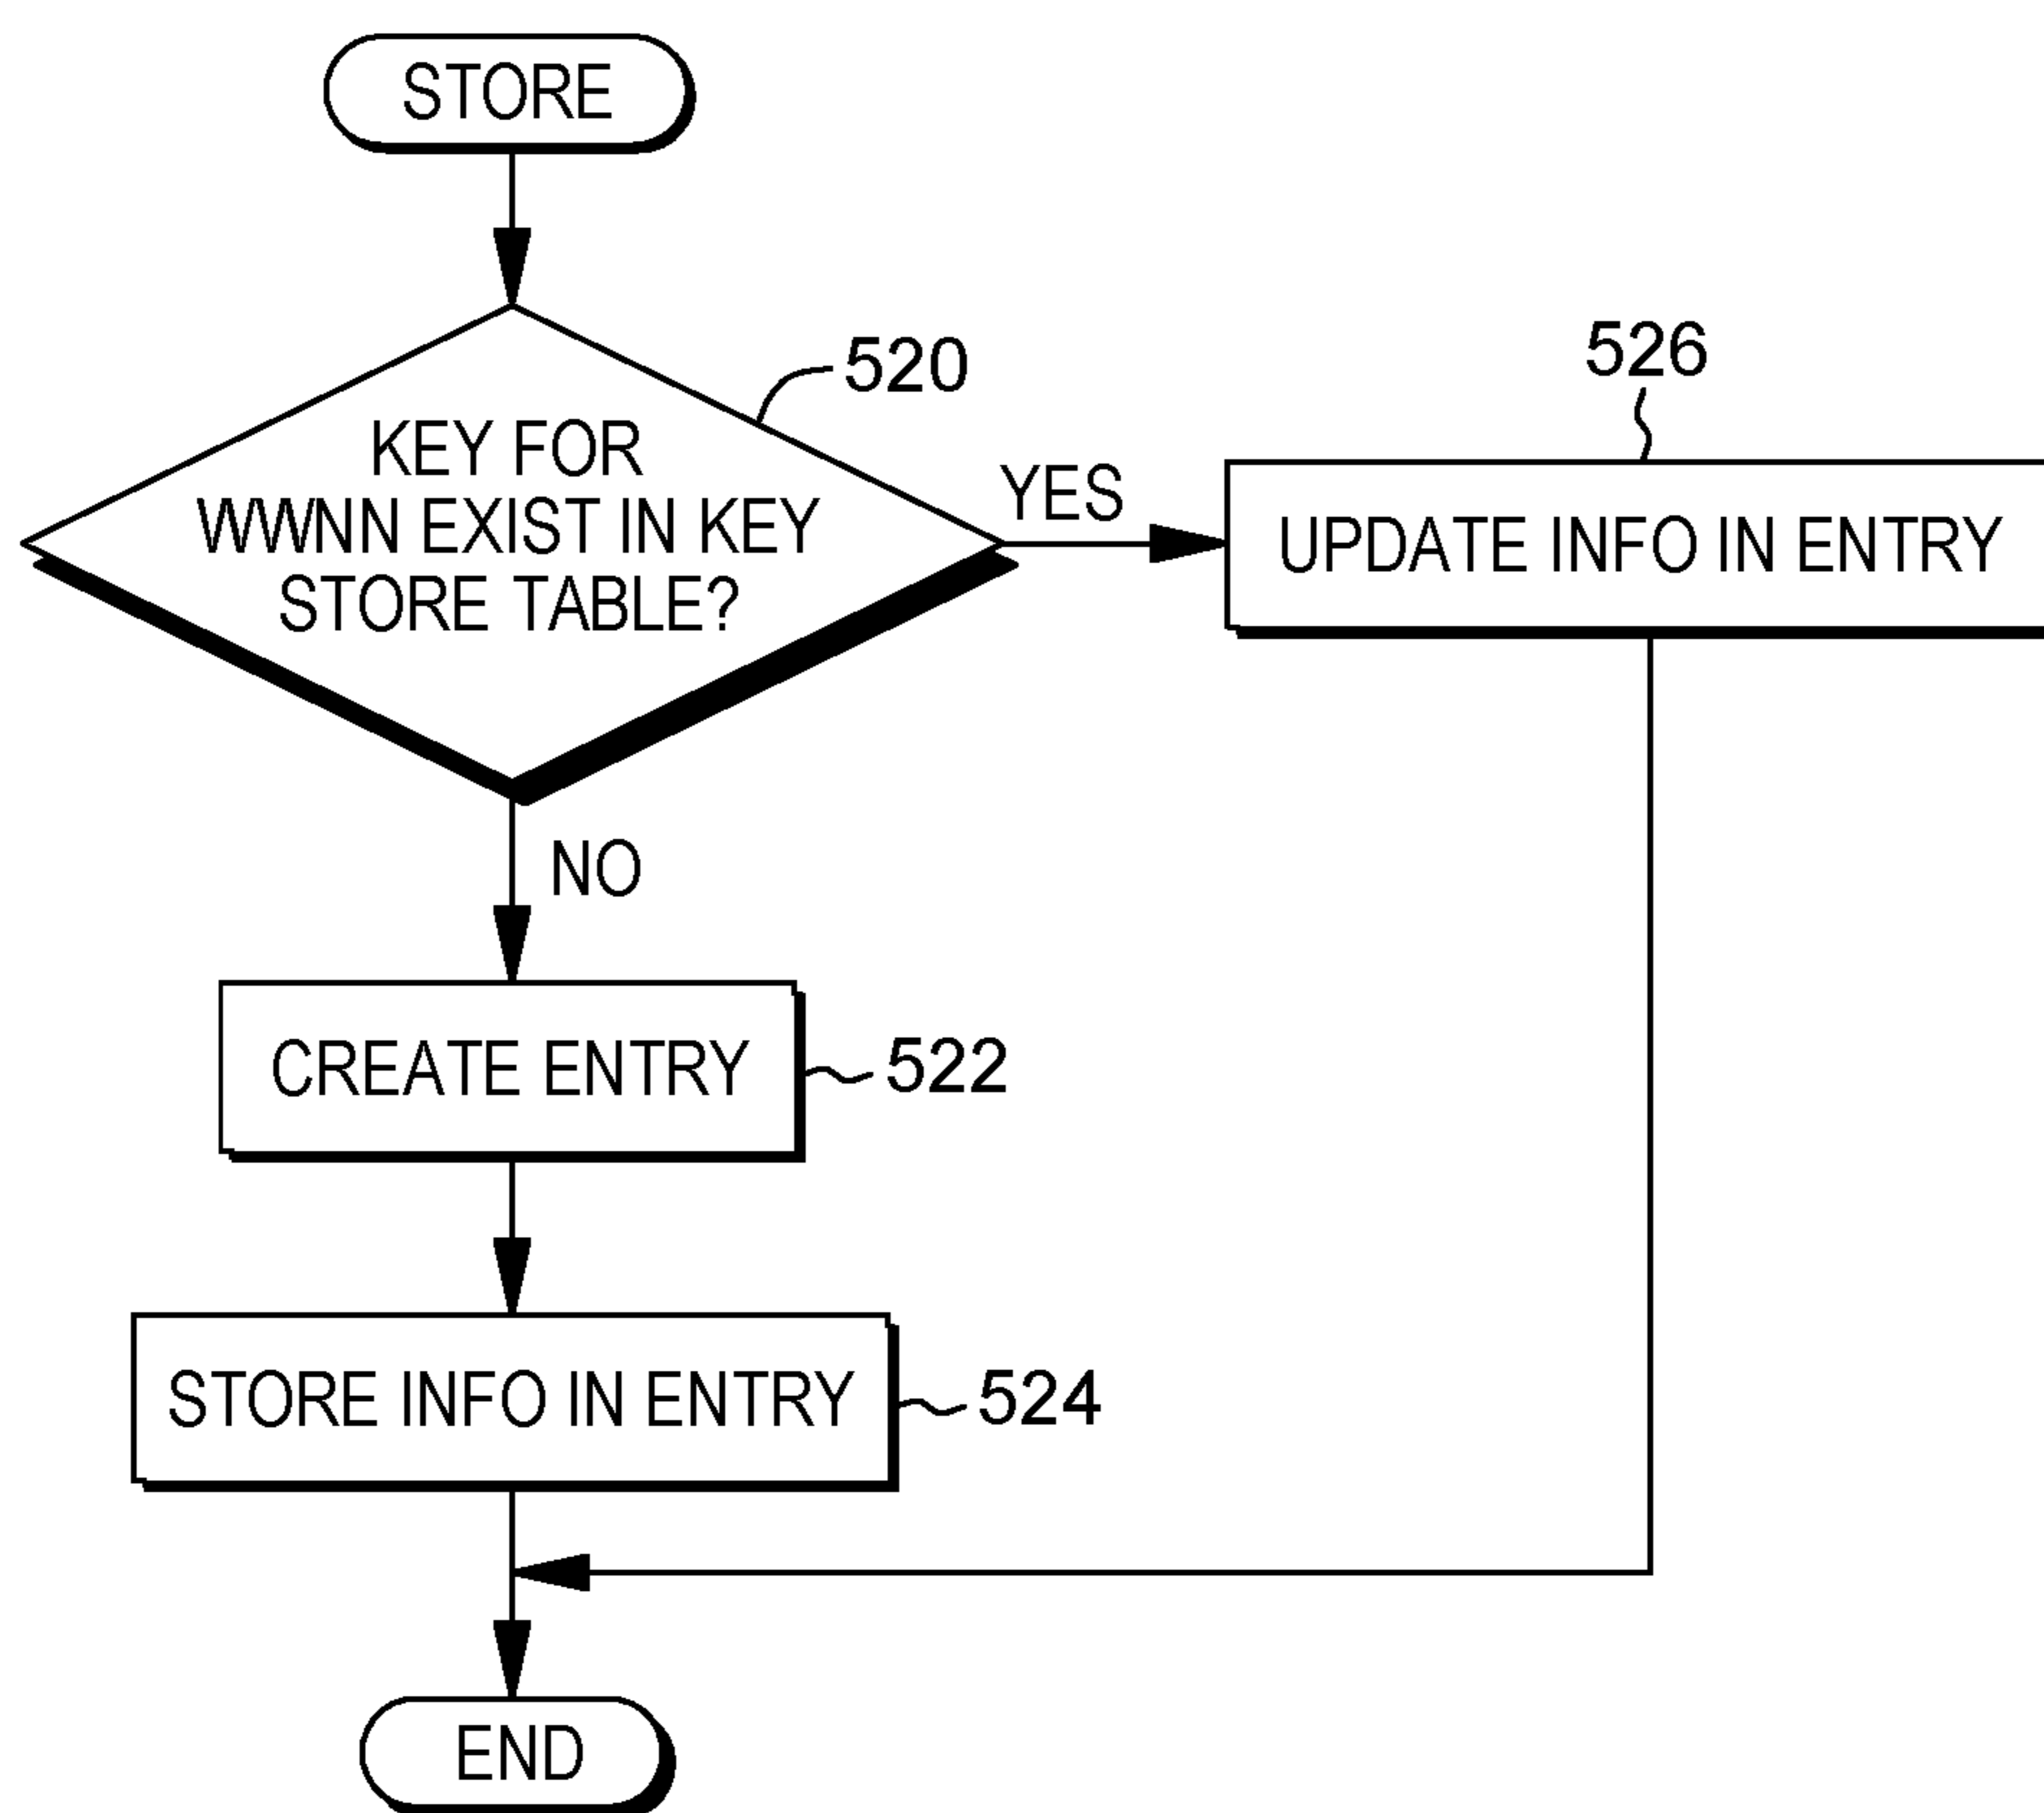 STORE
520
KEY FOR
WWNN EXIST IN KEY
STORE TABLE?
YES
526
UPDATE INFO IN ENTRY
NO
CREATE ENTRY
522
STORE INFO IN ENTRY
524
END